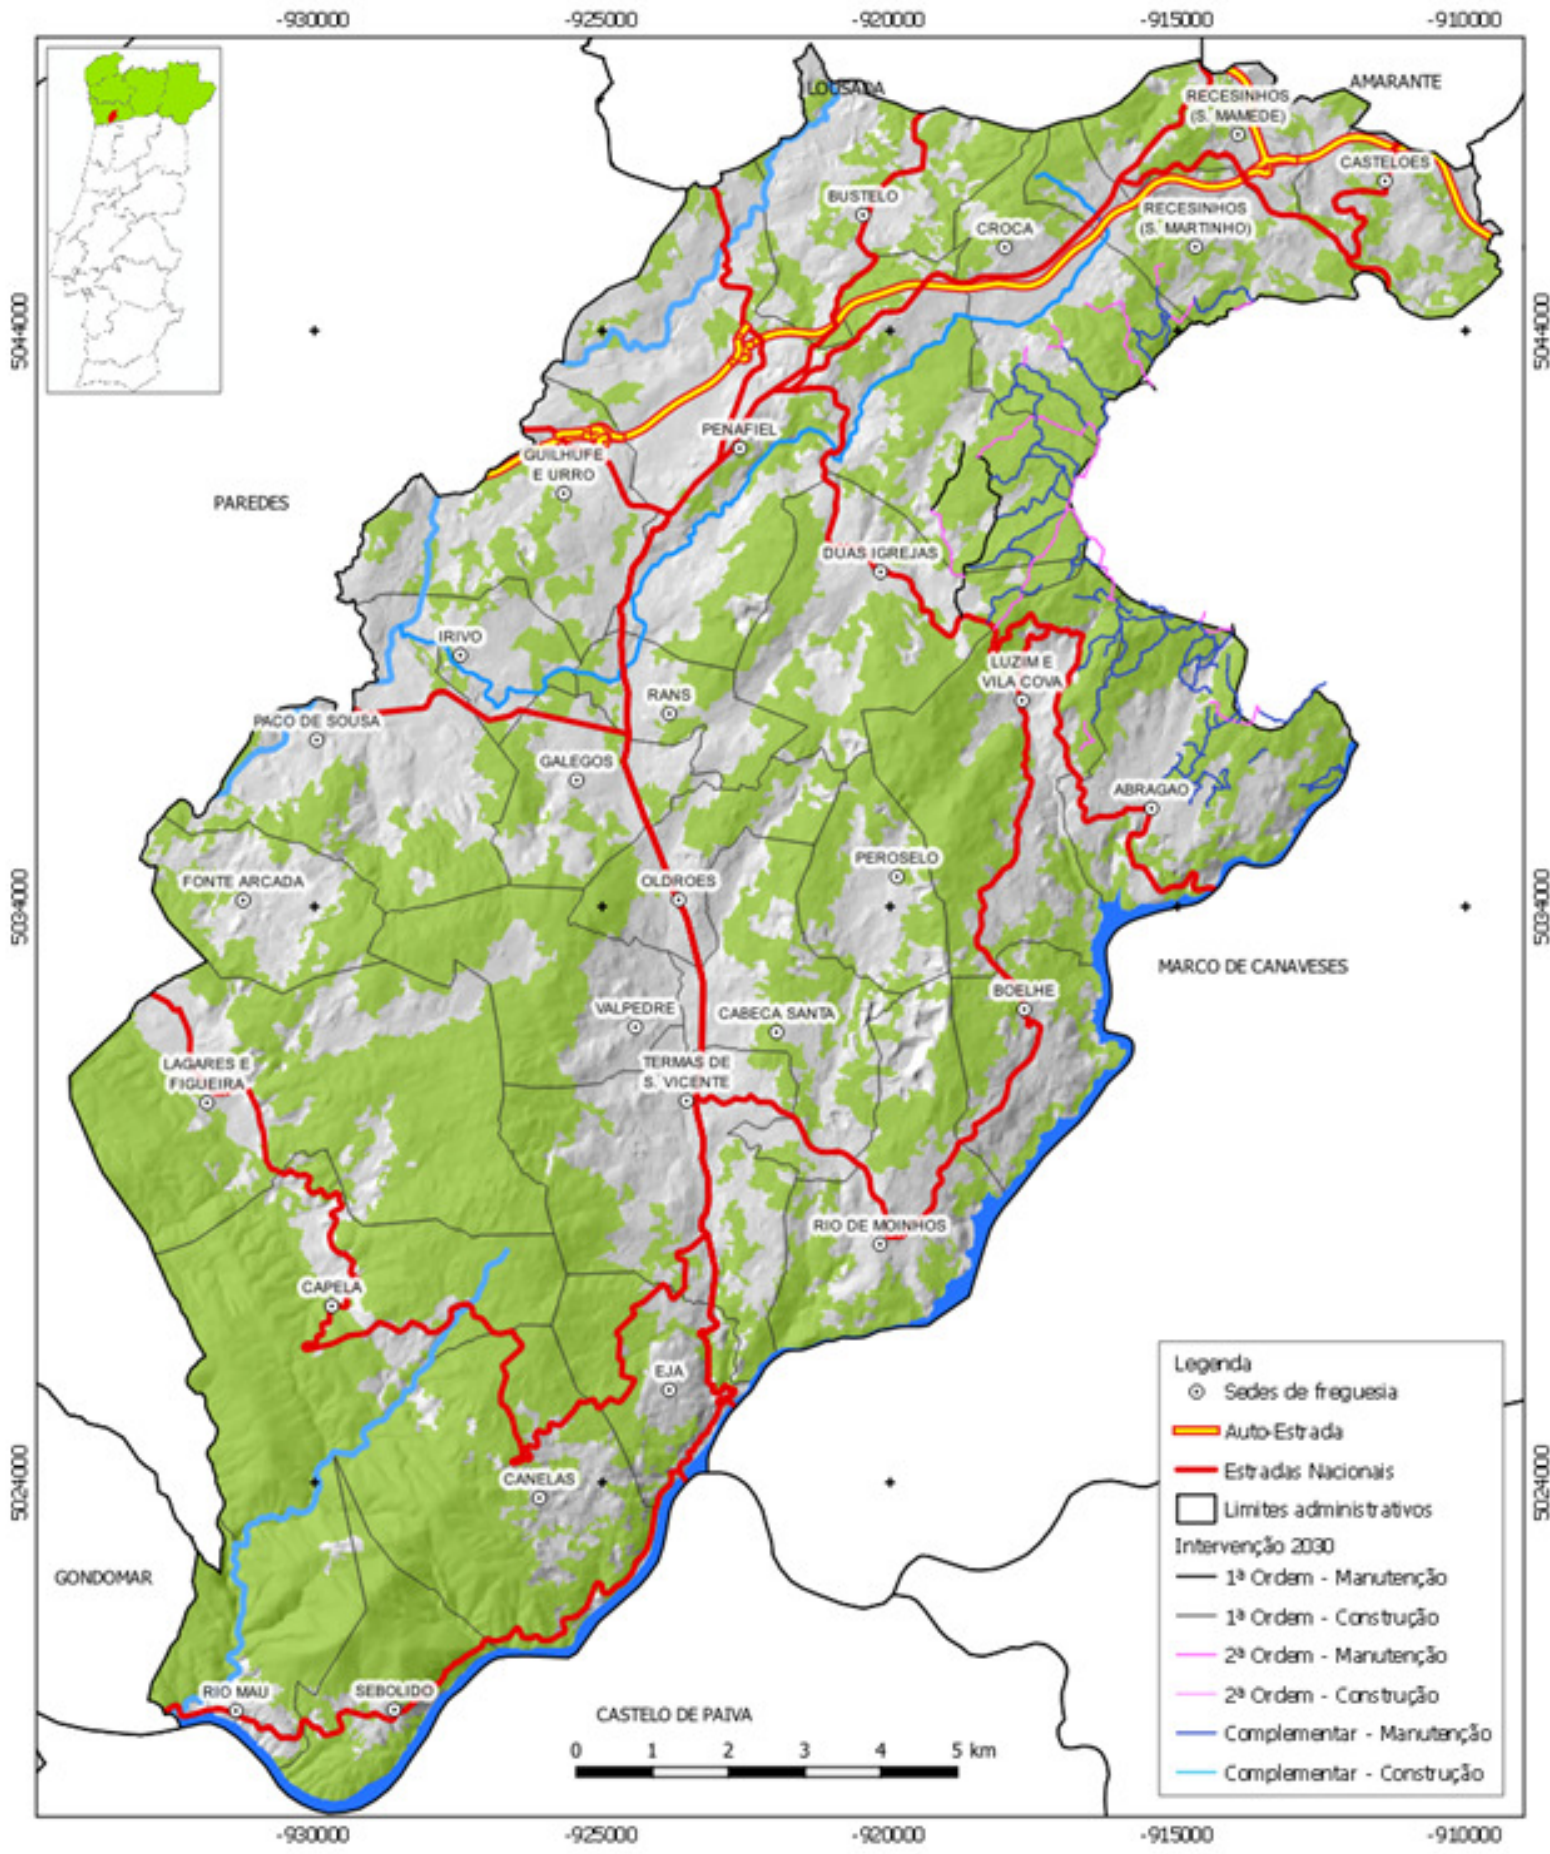 -930000
-925000
-920000
-915000
-910000
LOUSADA
AMARANTE
RECESINHOS
(S. MAMEDE)
CASTELOES
BUSTELO
RECESINHOS
(S. MARTINHO)
CROCA
5044000
5044000
PENAFIEL
GUILHUFE
E URRO
PAREDES
DUAS IGREJAS
IRIVO
LUZIM E
VILA COVA
RANS
PACO DE SOUSA
GALEGOS
ABRAGAO
PEROSELO
FONTE ARCADA
OLDROES
5034000
5034000
MARCO DE CANAVESES
BOELHE
VALPEDRE
CABECA SANTA
LAGARES E
FIGUEIRA
TERMAS DE
S. VICENTE
RIO DE MOINHOS
CAPELA
EJA
CANELAS
5024000
5024000
GONDOMAR
RIO MAU
SEBOLIDO
CASTELO DE PAIVA
0 1 2 3 4 5 km
Legenda
Sedes de freguesia
Auto-Estrada
Estradas Nacionais
Limites administrativos
Intervenção 2030
1ª Ordem - Manutenção
1ª Ordem - Construção
2ª Ordem - Manutenção
2ª Ordem - Construção
Complementar - Manutenção
Complementar - Construção
-930000
-925000
-920000
-915000
-910000